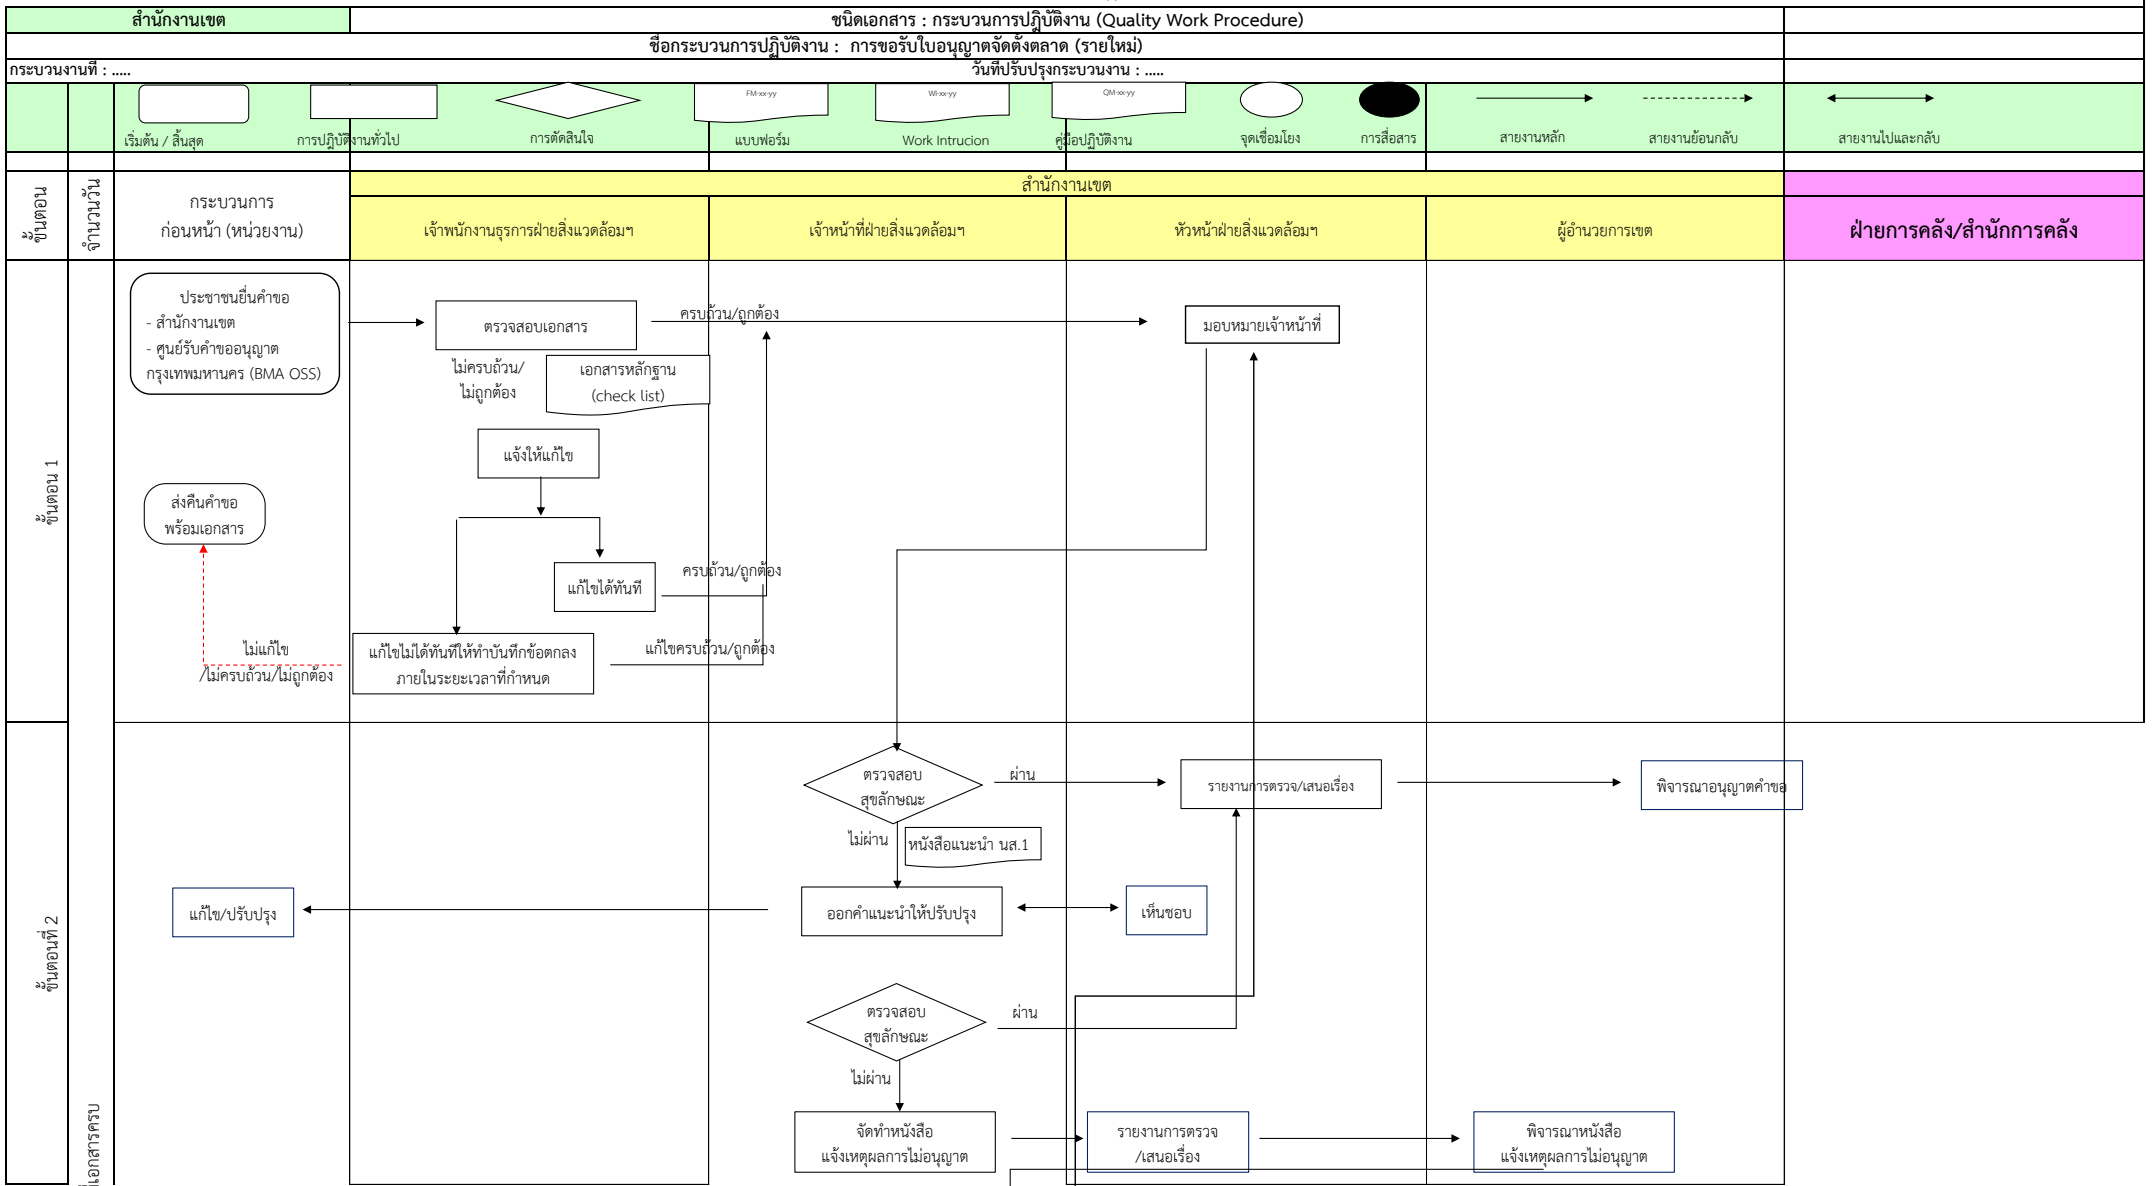 สำนักงานเขต
ชนิดเอกสาร : กระบวนการปฏิบัติงาน (Quality Work Procedure)
ชื่อกระบวนการปฏิบัติงาน : การขอรับใบอนุญาตจัดตั้งตลาด (รายใหม่)
กระบวนงานที่ : .....
วันที่ปรับปรุงกระบวนงาน : .....
FM-xx-yy
WI-xx-yy
QM-xx-yy
เริ่มต้น / สิ้นสุด
การปฎิบัติงานทั่วไป
การตัดสินใจ
แบบฟอร์ม
Work Intrucion
คู่มือปฏิบัติงาน
จุดเชื่อมโยง
การสื่อสาร
สายงานหลัก
สายงานย้อนกลับ
สายงานไปและกลับ
ขั้นตอน
จำนวนวัน
กระบวนการ
ก่อนหน้า (หน่วยงาน)
สำนักงานเขต
เจ้าพนักงานธุรการฝ่ายสิ่งแวดล้อมฯ
เจ้าหน้าที่ฝ่ายสิ่งแวดล้อมฯ
หัวหน้าฝ่ายสิ่งแวดล้อมฯ
ผู้อำนวยการเขต
ฝ่ายการคลัง/สำนักการคลัง
ขั้นตอน 1
ประชาชนยื่นคำขอ
- สำนักงานเขต
- ศูนย์รับคำขออนุญาต
กรุงเทพมหานคร (BMA OSS)
ตรวจสอบเอกสาร
ครบถ้วน/ถูกต้อง
มอบหมายเจ้าหน้าที่
ไม่ครบถ้วน/
ไม่ถูกต้อง
เอกสารหลักฐาน
(check list)
แจ้งให้แก้ไข
ส่งคืนคำขอ
พร้อมเอกสาร
แก้ไขได้ทันที
ครบถ้วน/ถูกต้อง
ไม่แก้ไข
/ไม่ครบถ้วน/ไม่ถูกต้อง
แก้ไขไม่ได้ทันทีให้ทำบันทึกข้อตกลง
ภายในระยะเวลาที่กำหนด
แก้ไขครบถ้วน/ถูกต้อง
ขั้นตอนที่ 2
ตรวจสอบ
สุขลักษณะ
ผ่าน
รายงานการตรวจ/เสนอเรื่อง
พิจารณาอนุญาตคำขอ
ไม่ผ่าน
หนังสือแนะนำ นส.1
แก้ไข/ปรับปรุง
ออกคำแนะนำให้ปรับปรุง
เห็นชอบ
ตรวจสอบ
สุขลักษณะ
ผ่าน
ไม่ผ่าน
จัดทำหนังสือ
แจ้งเหตุผลการไม่อนุญาต
รายงานการตรวจ
/เสนอเรื่อง
พิจารณาหนังสือ
แจ้งเหตุผลการไม่อนุญาต
เอกสารครบ